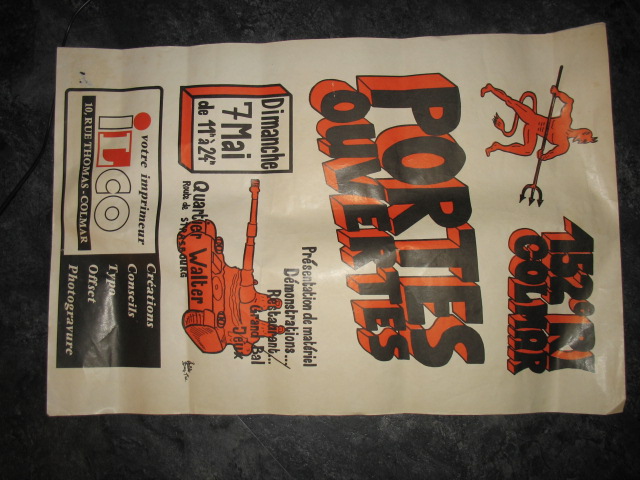 152e RI
COLMAR
PORTES
OUVERTES
Présentation de matériel
Démonstrations...
Restaurant...
Grand Bal
Jeux
Dimanche
7 Mai
de 11h à 24h
Quartier Walter
Route de STRASBOURG
votre imprimeur
ILCO
10, RUE THOMAS - COLMAR
Créations
Conseils
Typo
Offset
Photogravure